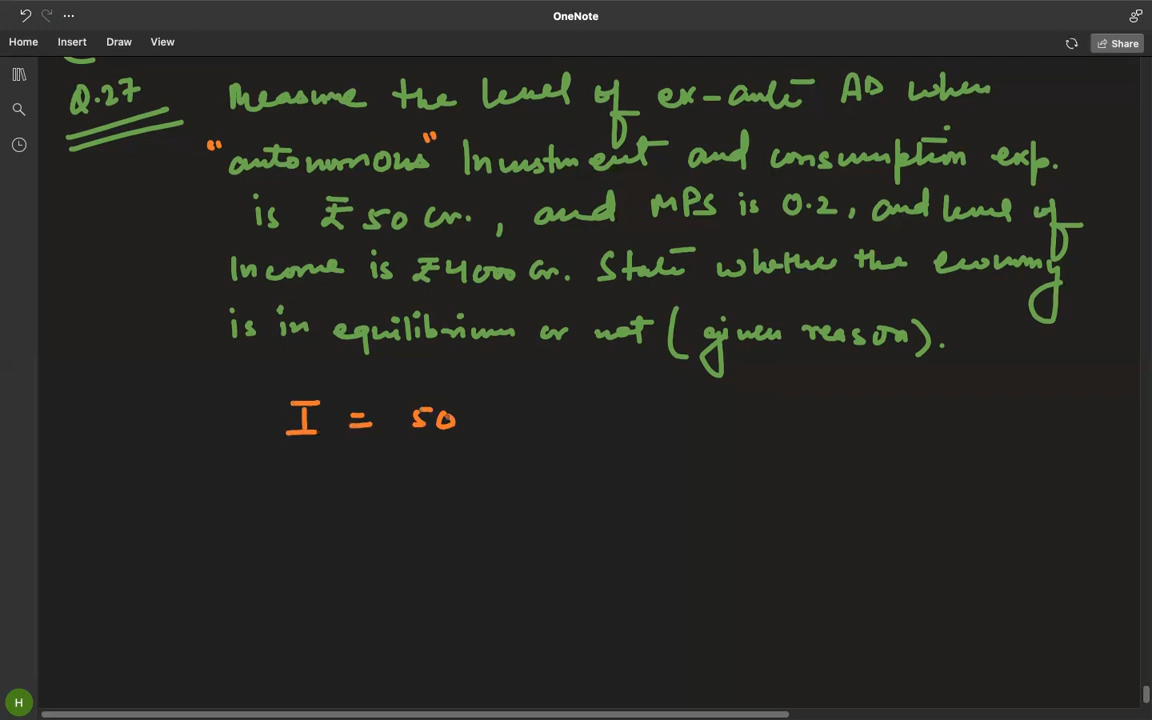 OneNote
Home Insert Draw View Share
Q.27 Measure the level of ex-ante AD when
"autonomous" Investment and consumption exp.
is ₹50 cr., and MPS is 0.2, and level of
Income is ₹4000 cr. State whether the economy
is in equilibrium or not (given reason).
I = 50
H